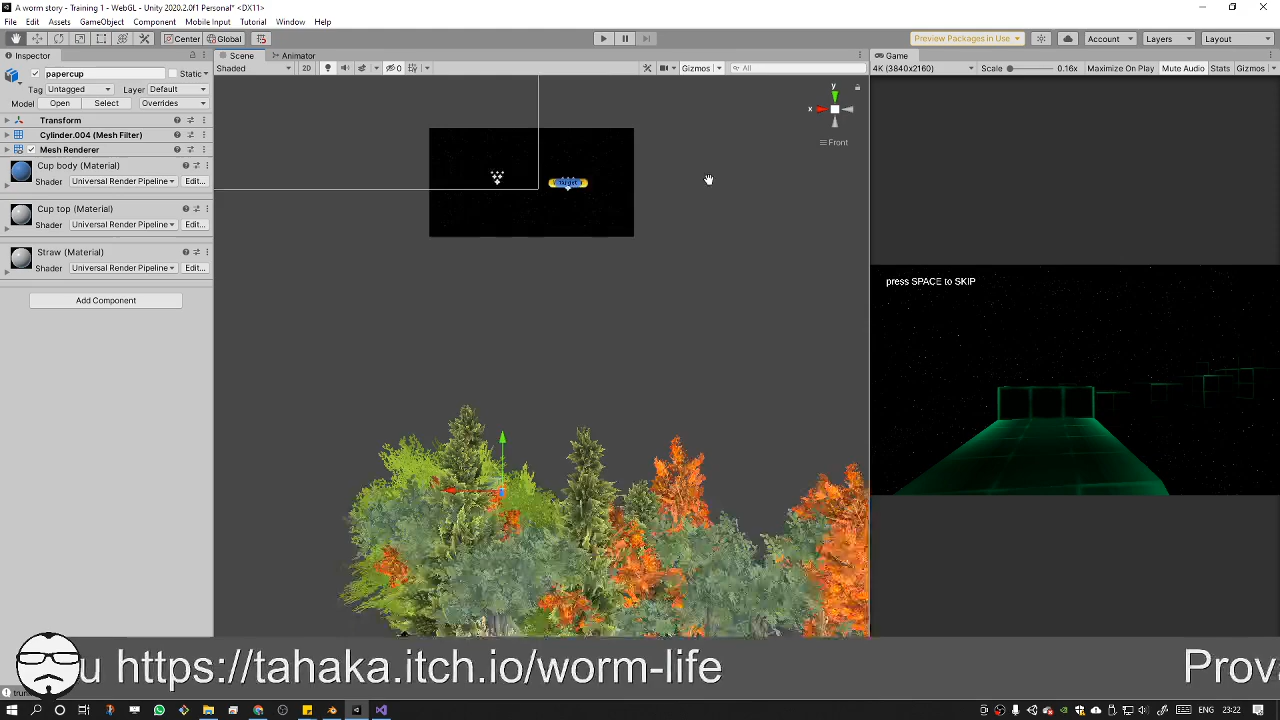 A worm story - Training 1 - WebGL - Unity 2020.2.0f1 Personal* <DX11>
File Edit Assets GameObject Component Mobile Input Tutorial Window Help
Center Global Preview Packages in Use Account Layers Layout
Inspector Scene Animator Game
papercup Static Shaded 2D 0 Gizmos All 4K (3840x2160) Scale 0.16x Maximize On Play Mute Audio Stats Gizmos
Tag Untagged Layer Default
Model Open Select Overrides
Transform
Cylinder.004 (Mesh Filter)
Mesh Renderer
Cup body (Material)
Shader Universal Render Pipeline Edit...
Cup top (Material)
Shader Universal Render Pipeline Edit...
Straw (Material)
Shader Universal Render Pipeline Edit...
Add Component
y
x
Front
press SPACE to SKIP
u https://tahaka.itch.io/worm-life Prov
ENG 23:22